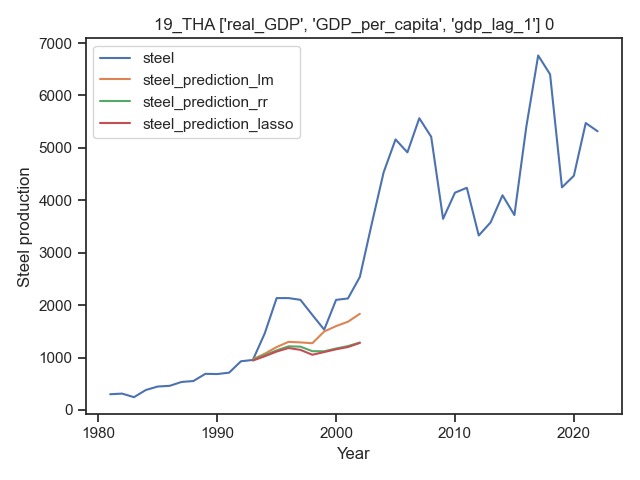 19_THA ['real_GDP', 'GDP_per_capita', 'gdp_lag_1'] 0
7000
6000
5000
4000
3000
2000
1000
0
Steel production
steel
steel_prediction_lm
steel_prediction_rr
steel_prediction_lasso
1980
1990
2000
2010
2020
Year